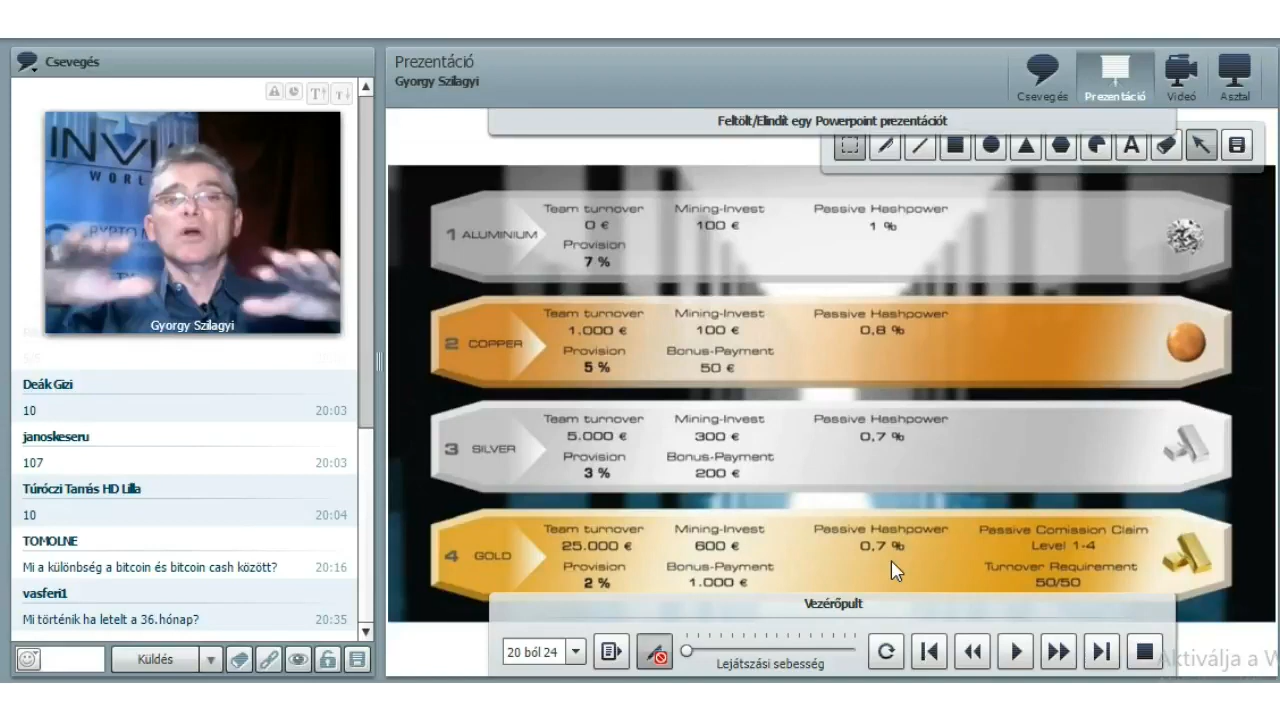 Csevegés
INVI
WORL
Gyorgy Szilagyi
Deák Gizi
10 20:03
janoskeseru
107 20:03
Túróczi Tamás HD Lilla
10 20:04
TOMOLNE
Mi a különbség a bitcoin és bitcoin cash között? 20:16
vasferi1
Mi történik ha letelt a 36.hónap? 20:35
Küldés
Prezentáció
Gyorgy Szilagyi
Csevegés Prezentáció Videó Asztal
Feltölt/Elindít egy Powerpoint prezentációt
1 ALUMINIUM
Team turnover Mining-Invest Passive Hashpower
0 € 100 € 1 %
Provision
7 %
2 COPPER
Team turnover Mining-Invest Passive Hashpower
1.000 € 100 € 0,8 %
Provision Bonus-Payment
5 % 50 €
3 SILVER
Team turnover Mining-Invest Passive Hashpower
5.000 € 300 € 0,7 %
Provision Bonus-Payment
3 % 200 €
4 GOLD
Team turnover Mining-Invest Passive Hashpower Passive Comission Claim
25.000 € 600 € 0,7 % Level 1-4
Provision Bonus-Payment Turnover Requirement
2 % 1.000 € 50/50
Vezérőpult
20 ból 24
Lejátszási sebesség
Aktiválja a W